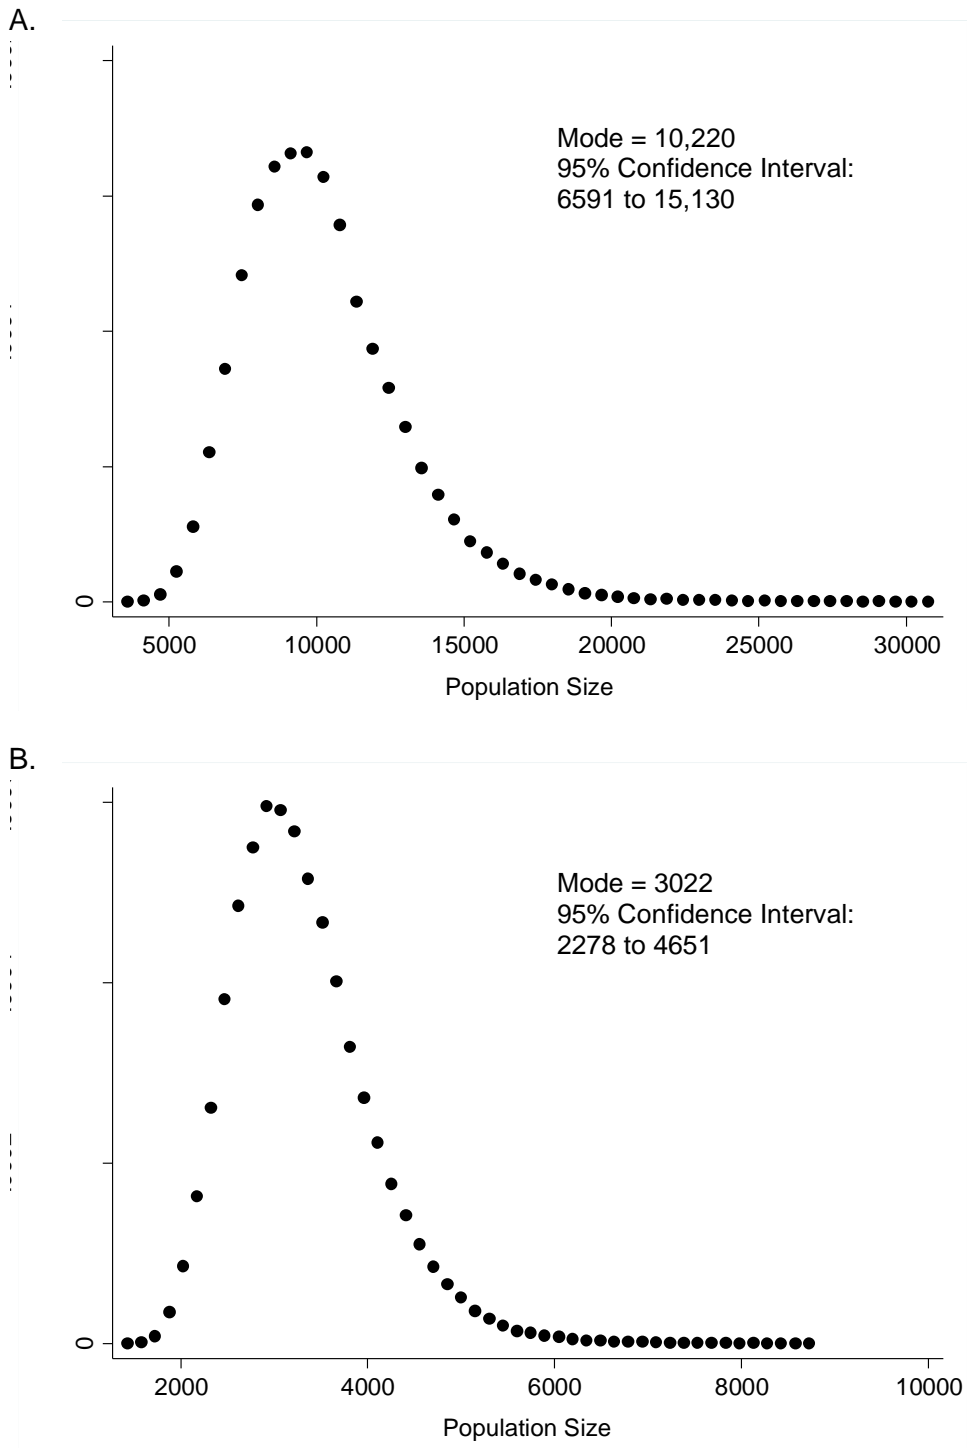 A.
Mode = 10,220
95% Confidence Interval:
6591 to 15,130
0
5000 10000 15000 20000 25000 30000
Population Size
B.
Mode = 3022
95% Confidence Interval:
2278 to 4651
0
2000 4000 6000 8000 10000
Population Size